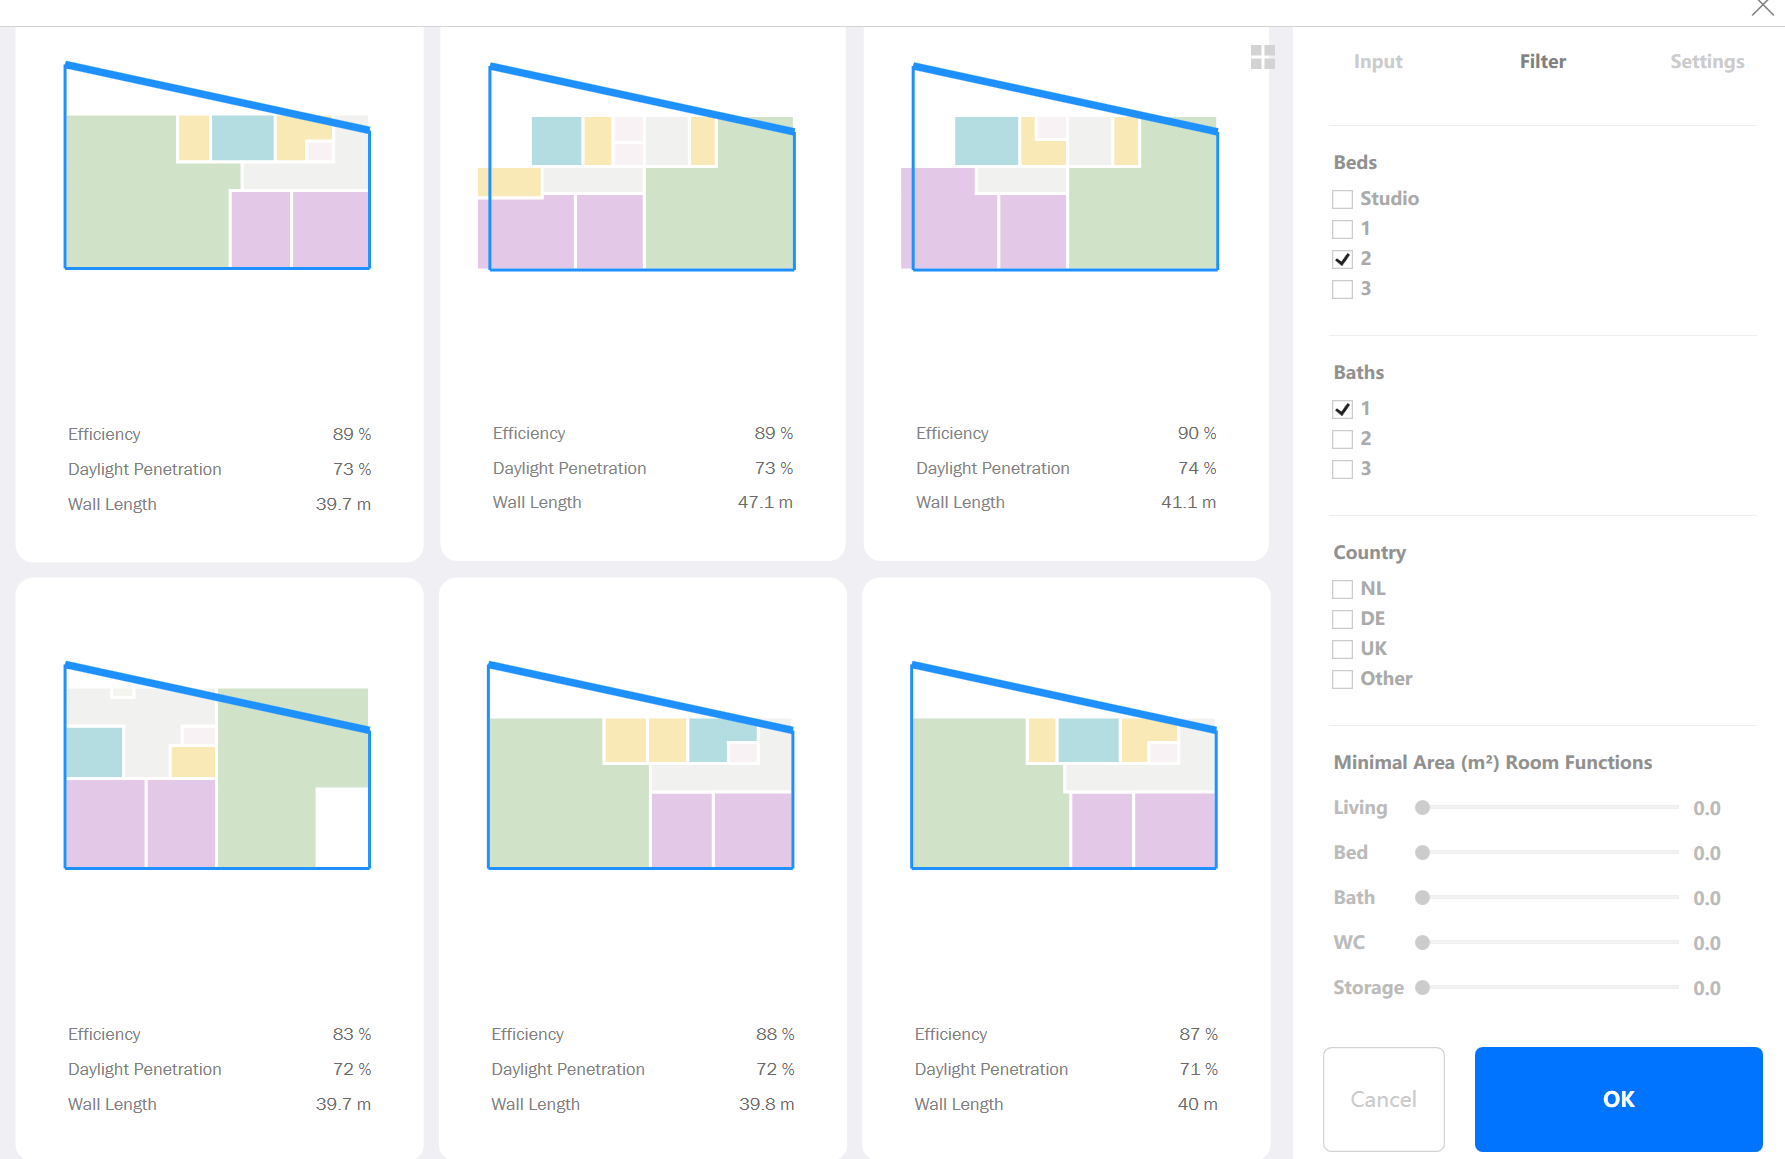 Input Filter Settings
Beds
Studio
1
2
3
Baths
1
2
3
Country
NL
DE
UK
Other
Minimal Area (m²) Room Functions
Living 0.0
Bed 0.0
Bath 0.0
WC 0.0
Storage 0.0
Cancel OK
Efficiency 89 %
Daylight Penetration 73 %
Wall Length 39.7 m
Efficiency 89 %
Daylight Penetration 73 %
Wall Length 47.1 m
Efficiency 90 %
Daylight Penetration 74 %
Wall Length 41.1 m
Efficiency 83 %
Daylight Penetration 72 %
Wall Length 39.7 m
Efficiency 88 %
Daylight Penetration 72 %
Wall Length 39.8 m
Efficiency 87 %
Daylight Penetration 71 %
Wall Length 40 m